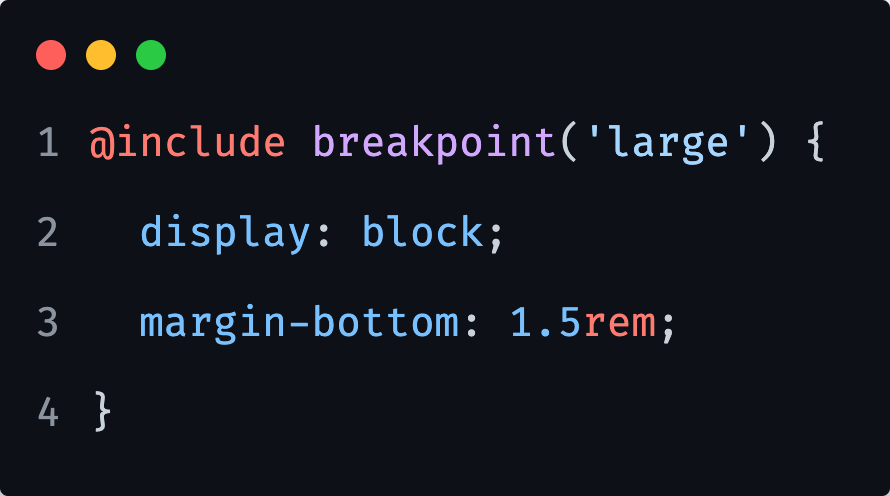 1 @include breakpoint('large') {
2   display: block;
3   margin-bottom: 1.5rem;
4 }